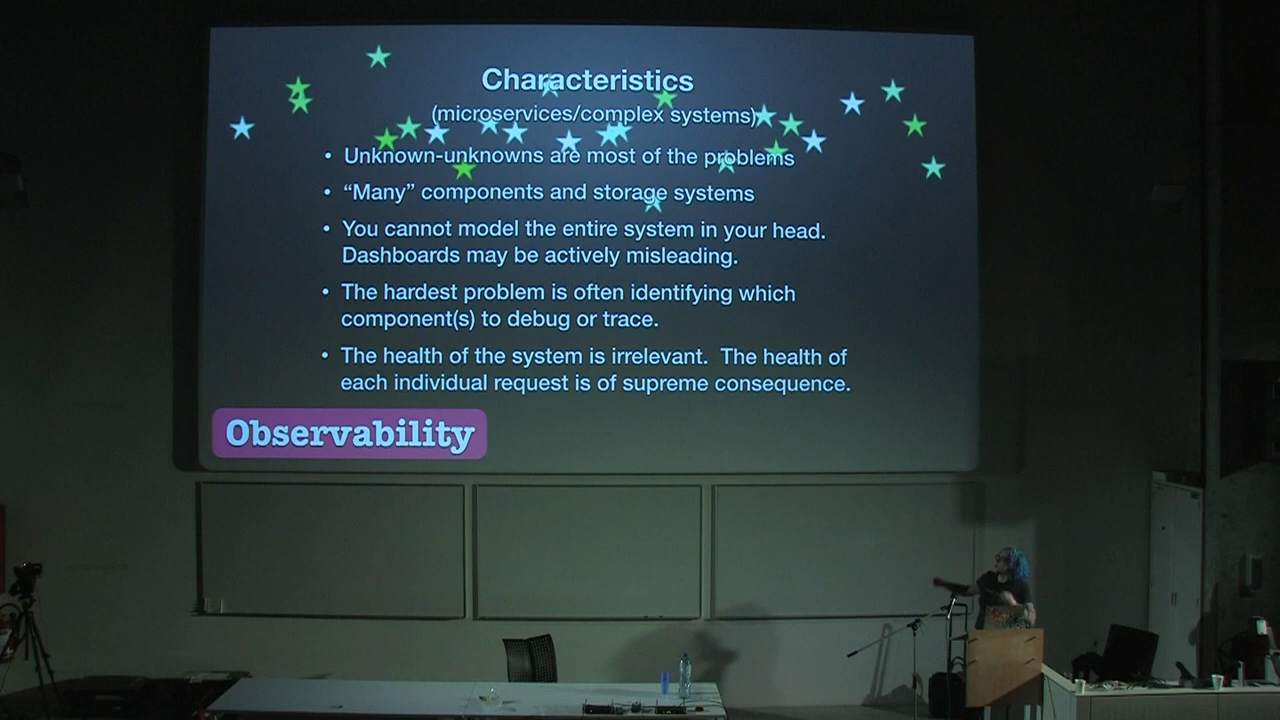 Characteristics
(microservices/complex systems)
• Unknown-unknowns are most of the problems
• “Many” components and storage systems
• You cannot model the entire system in your head.
Dashboards may be actively misleading.
• The hardest problem is often identifying which
component(s) to debug or trace.
• The health of the system is irrelevant. The health of
each individual request is of supreme consequence.
Observability